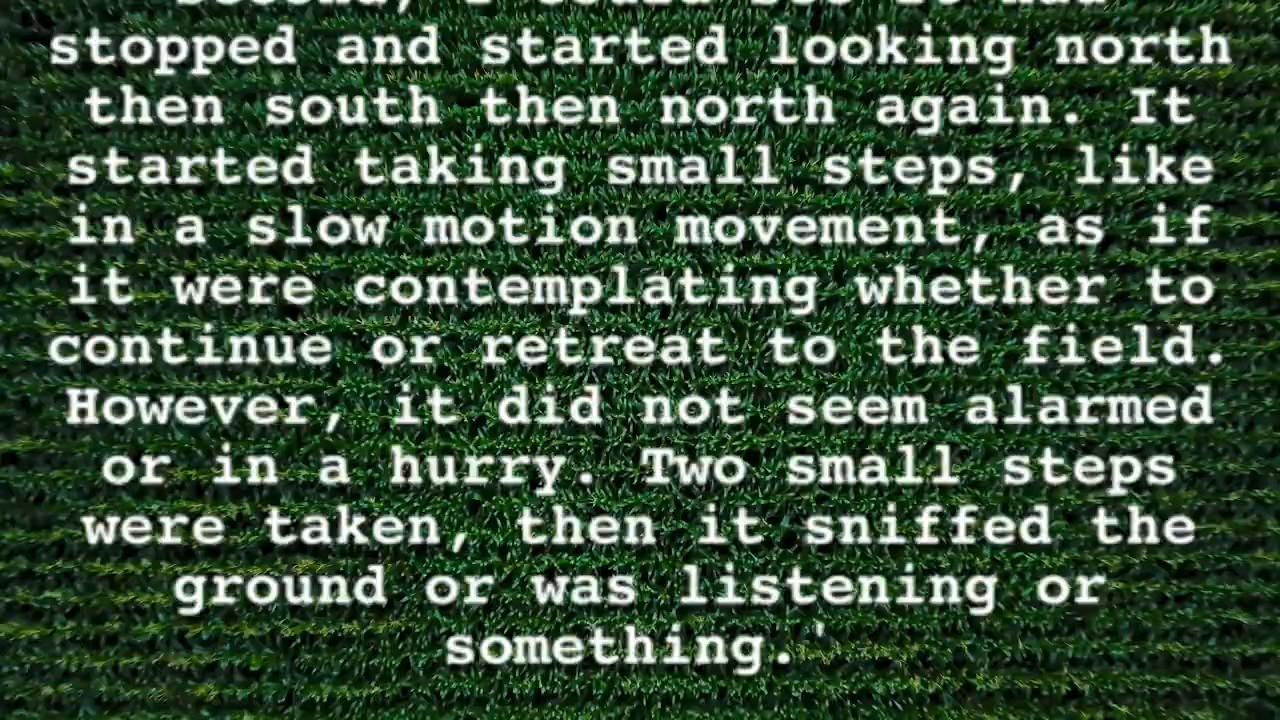 stopped and started looking north
then south then north again. It
started taking small steps, like
in a slow motion movement, as if
it were contemplating whether to
continue or retreat to the field.
However, it did not seem alarmed
or in a hurry. Two small steps
were taken, then it sniffed the
ground or was listening or
something.'